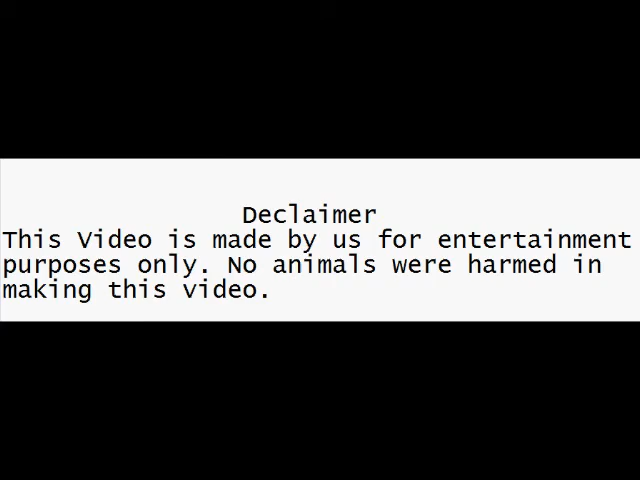 Declaimer
This Video is made by us for entertainment
purposes only. No animals were harmed in
making this video.